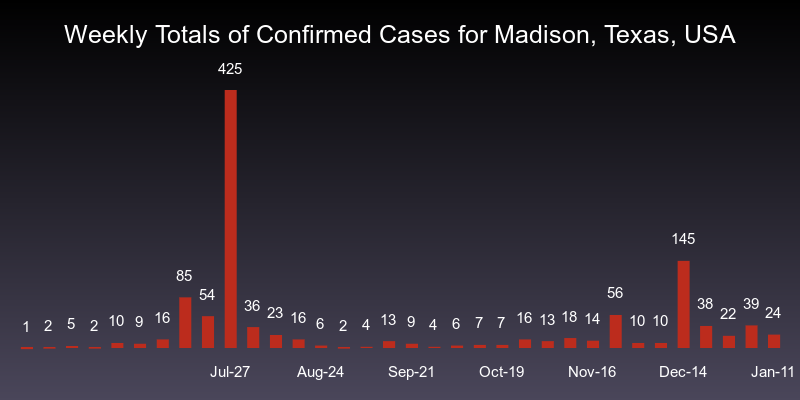 Weekly Totals of Confirmed Cases for Madison, Texas, USA
1 2 5 2 10 9 16 85 54 425 36 23 16 6 2 4 13 9 4 6 7 7 16 13 18 14 56 10 10 145 38 22 39 24
Jul-27 Aug-24 Sep-21 Oct-19 Nov-16 Dec-14 Jan-11